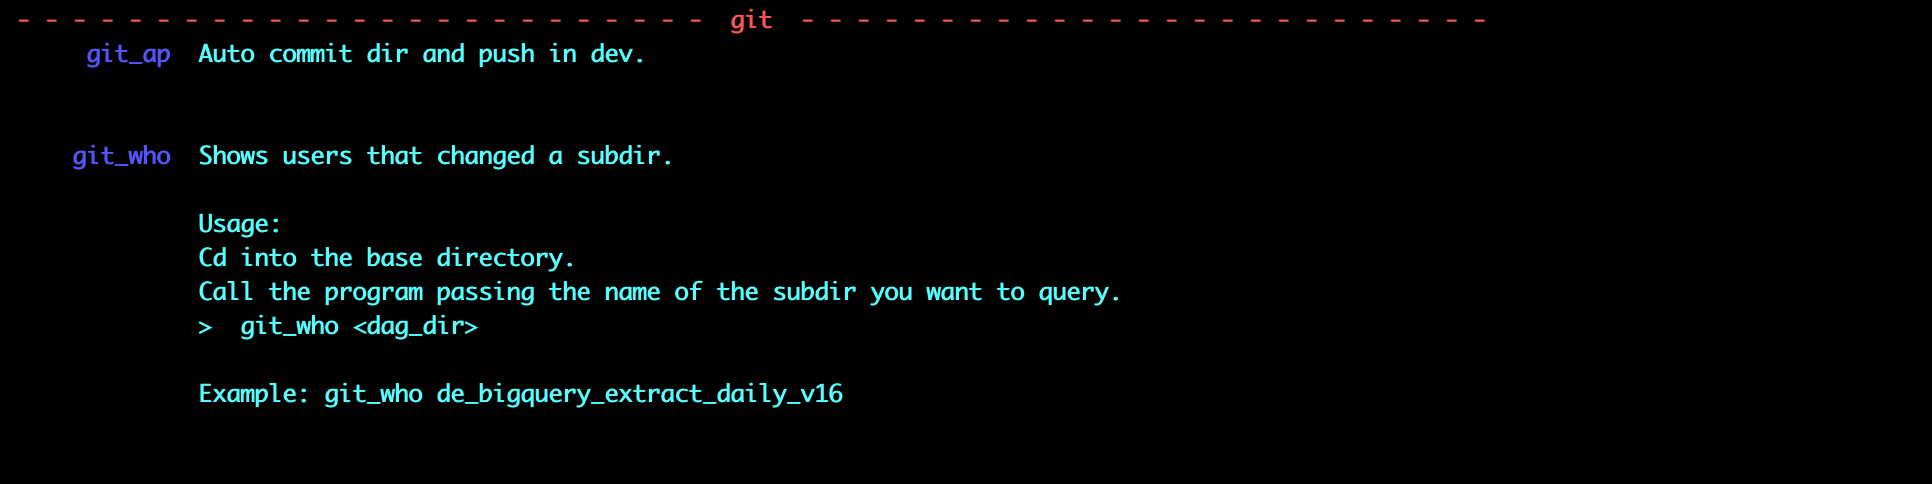 - - - - - - - - - - - - - - - - - - - - - - - - - git - - - - - - - - - - - - - - - - - - - - - - - - -
git_ap Auto commit dir and push in dev.
git_who Shows users that changed a subdir.
Usage:
Cd into the base directory.
Call the program passing the name of the subdir you want to query.
> git_who <dag_dir>
Example: git_who de_bigquery_extract_daily_v16